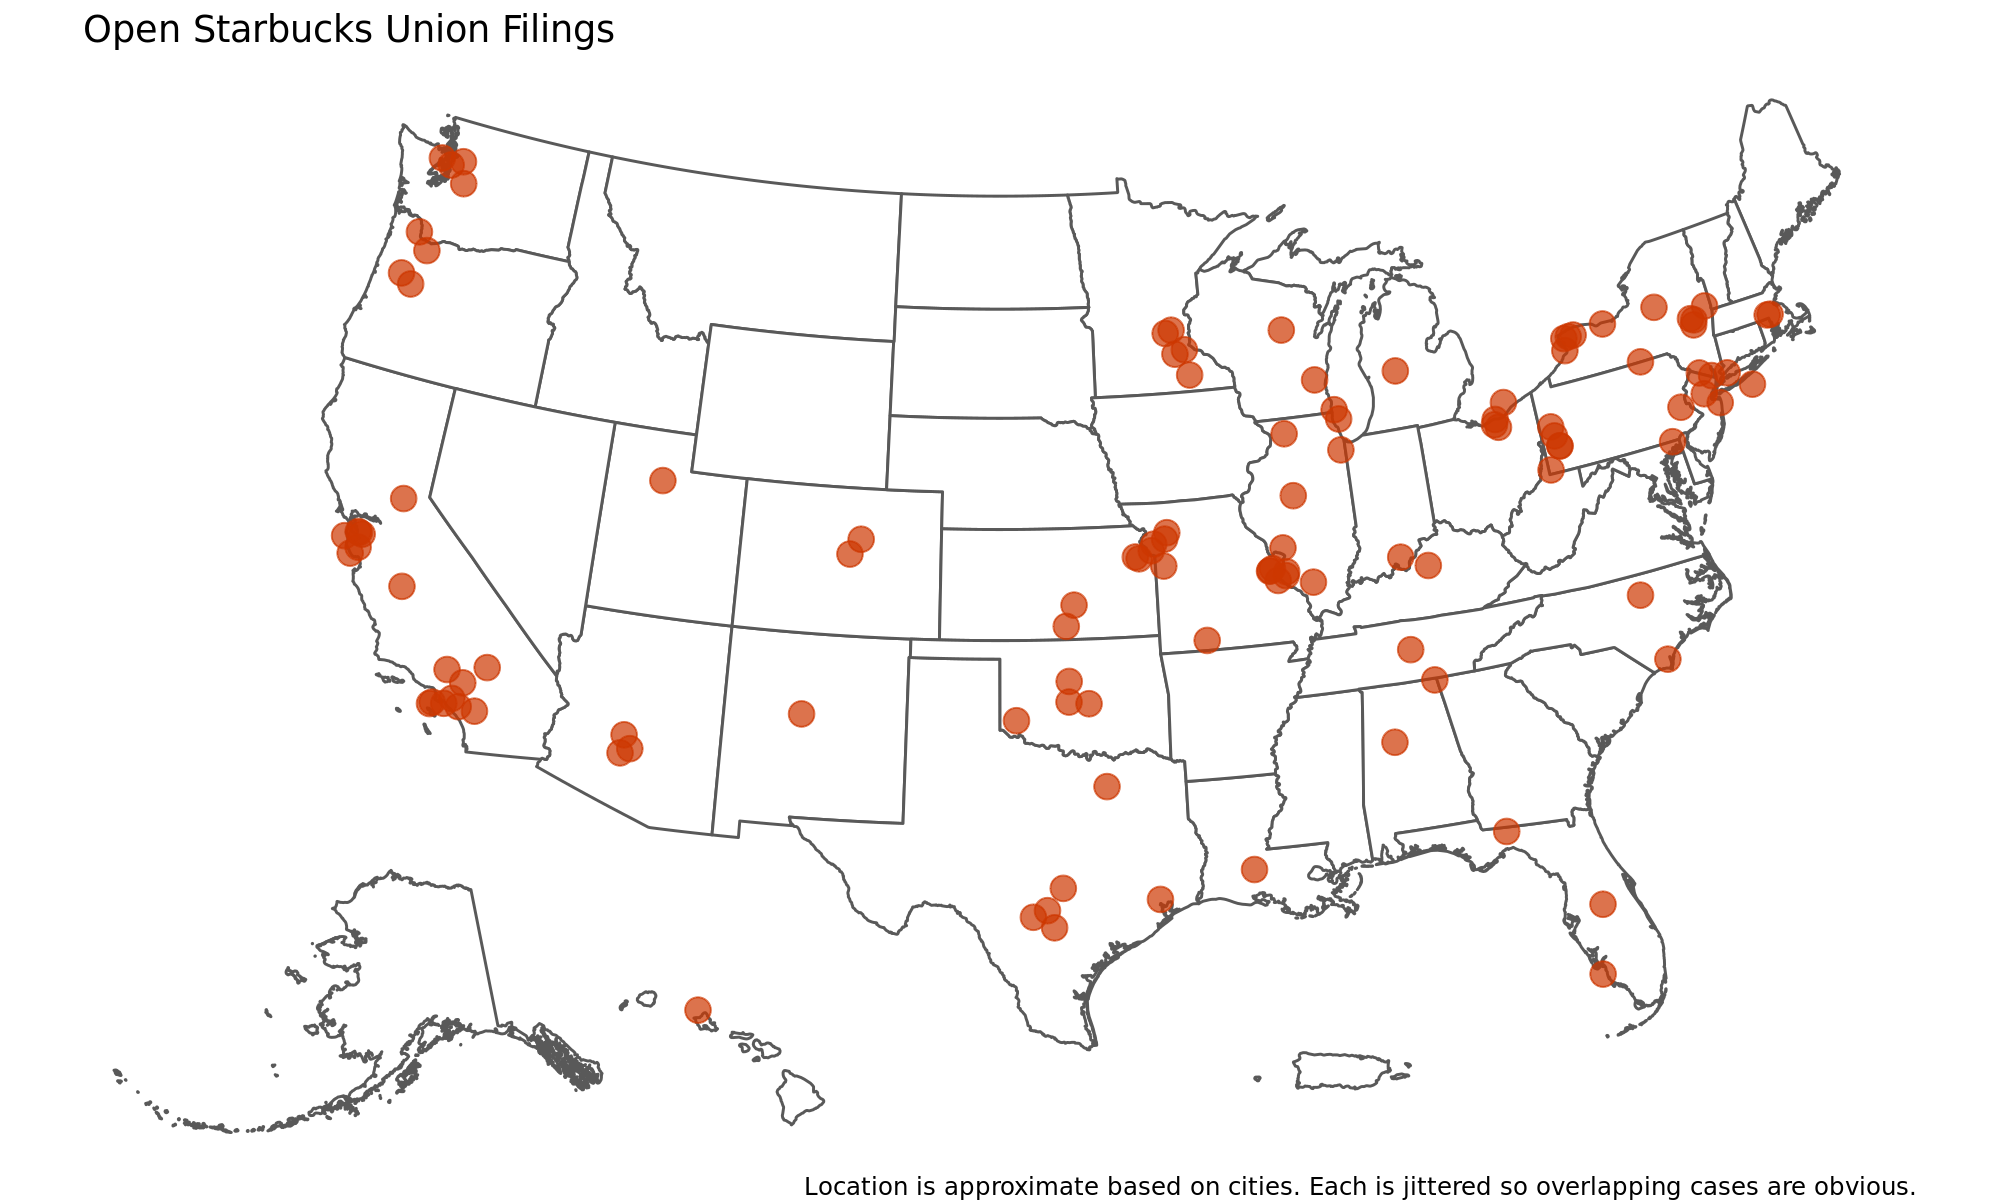 Open Starbucks Union Filings
Location is approximate based on cities. Each is jittered so overlapping cases are obvious.